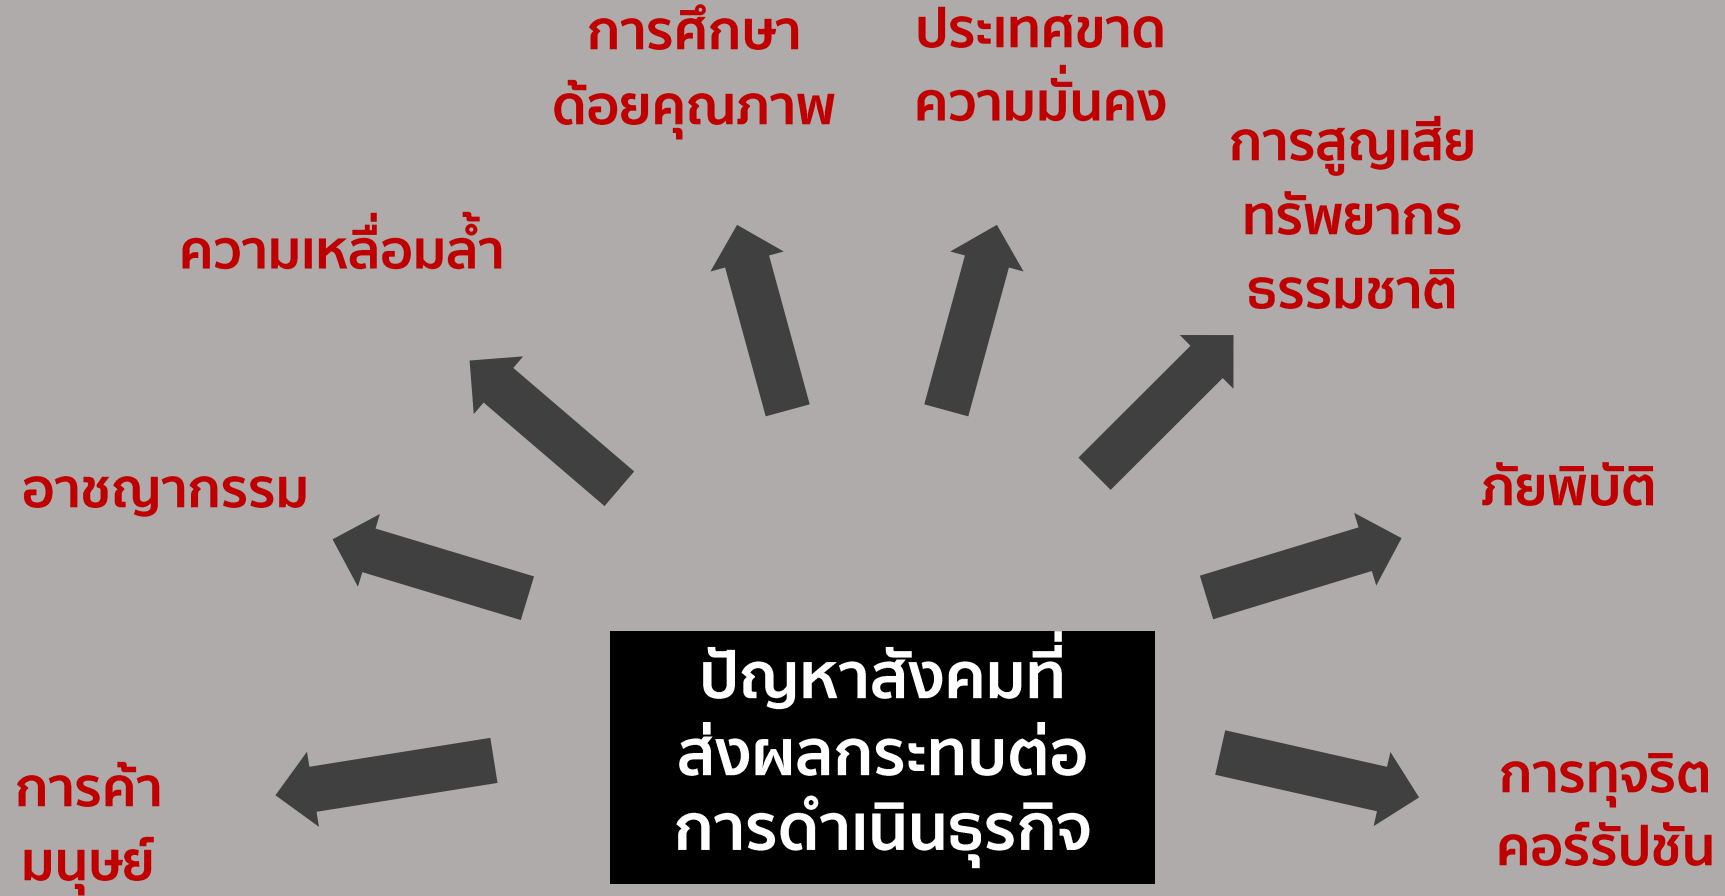 การศึกษา
ด้อยคุณภาพ
ประเทศขาด
ความมั่นคง
การสูญเสีย
ทรัพยากร
ธรรมชาติ
ความเหลื่อมล้ำ
อาชญากรรม
ภัยพิบัติ
ปัญหาสังคมที่
ส่งผลกระทบต่อ
การดำเนินธุรกิจ
การค้า
มนุษย์
การทุจริต
คอร์รัปชัน